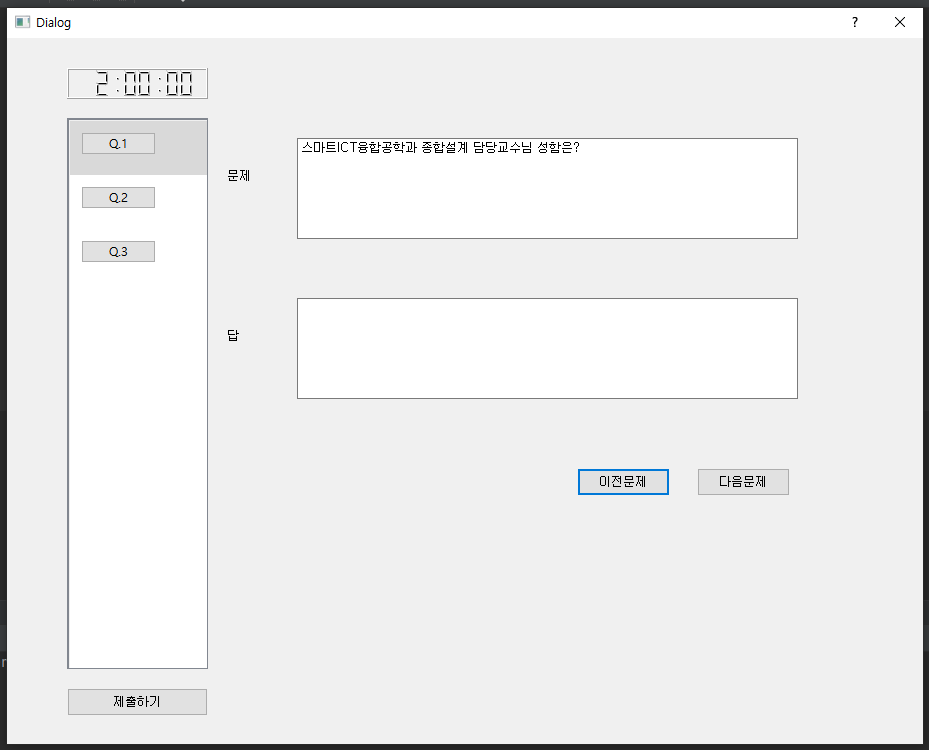 Dialog
?
2:00:00
Q.1
Q.2
Q.3
문제
스마트ICT융합공학과 종합설계 담당교수님 성함은?
답
이전문제
다음문제
제출하기